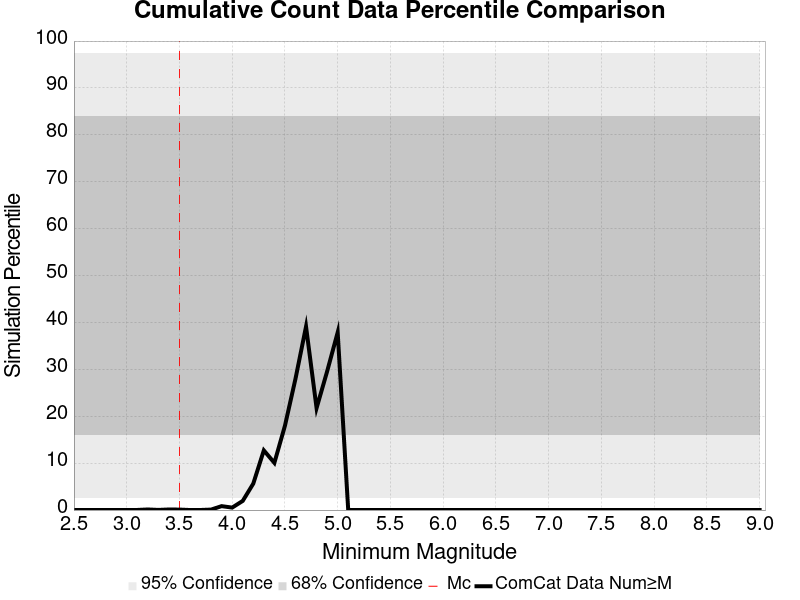 Cumulative Count Data Percentile Comparison
100
90
80
70
60
50
40
30
20
10
0
Simulation Percentile
2.5 3.0 3.5 4.0 4.5 5.0 5.5 6.0 6.5 7.0 7.5 8.0 8.5 9.0
Minimum Magnitude
95% Confidence 68% Confidence Mc ComCat Data Num≥M